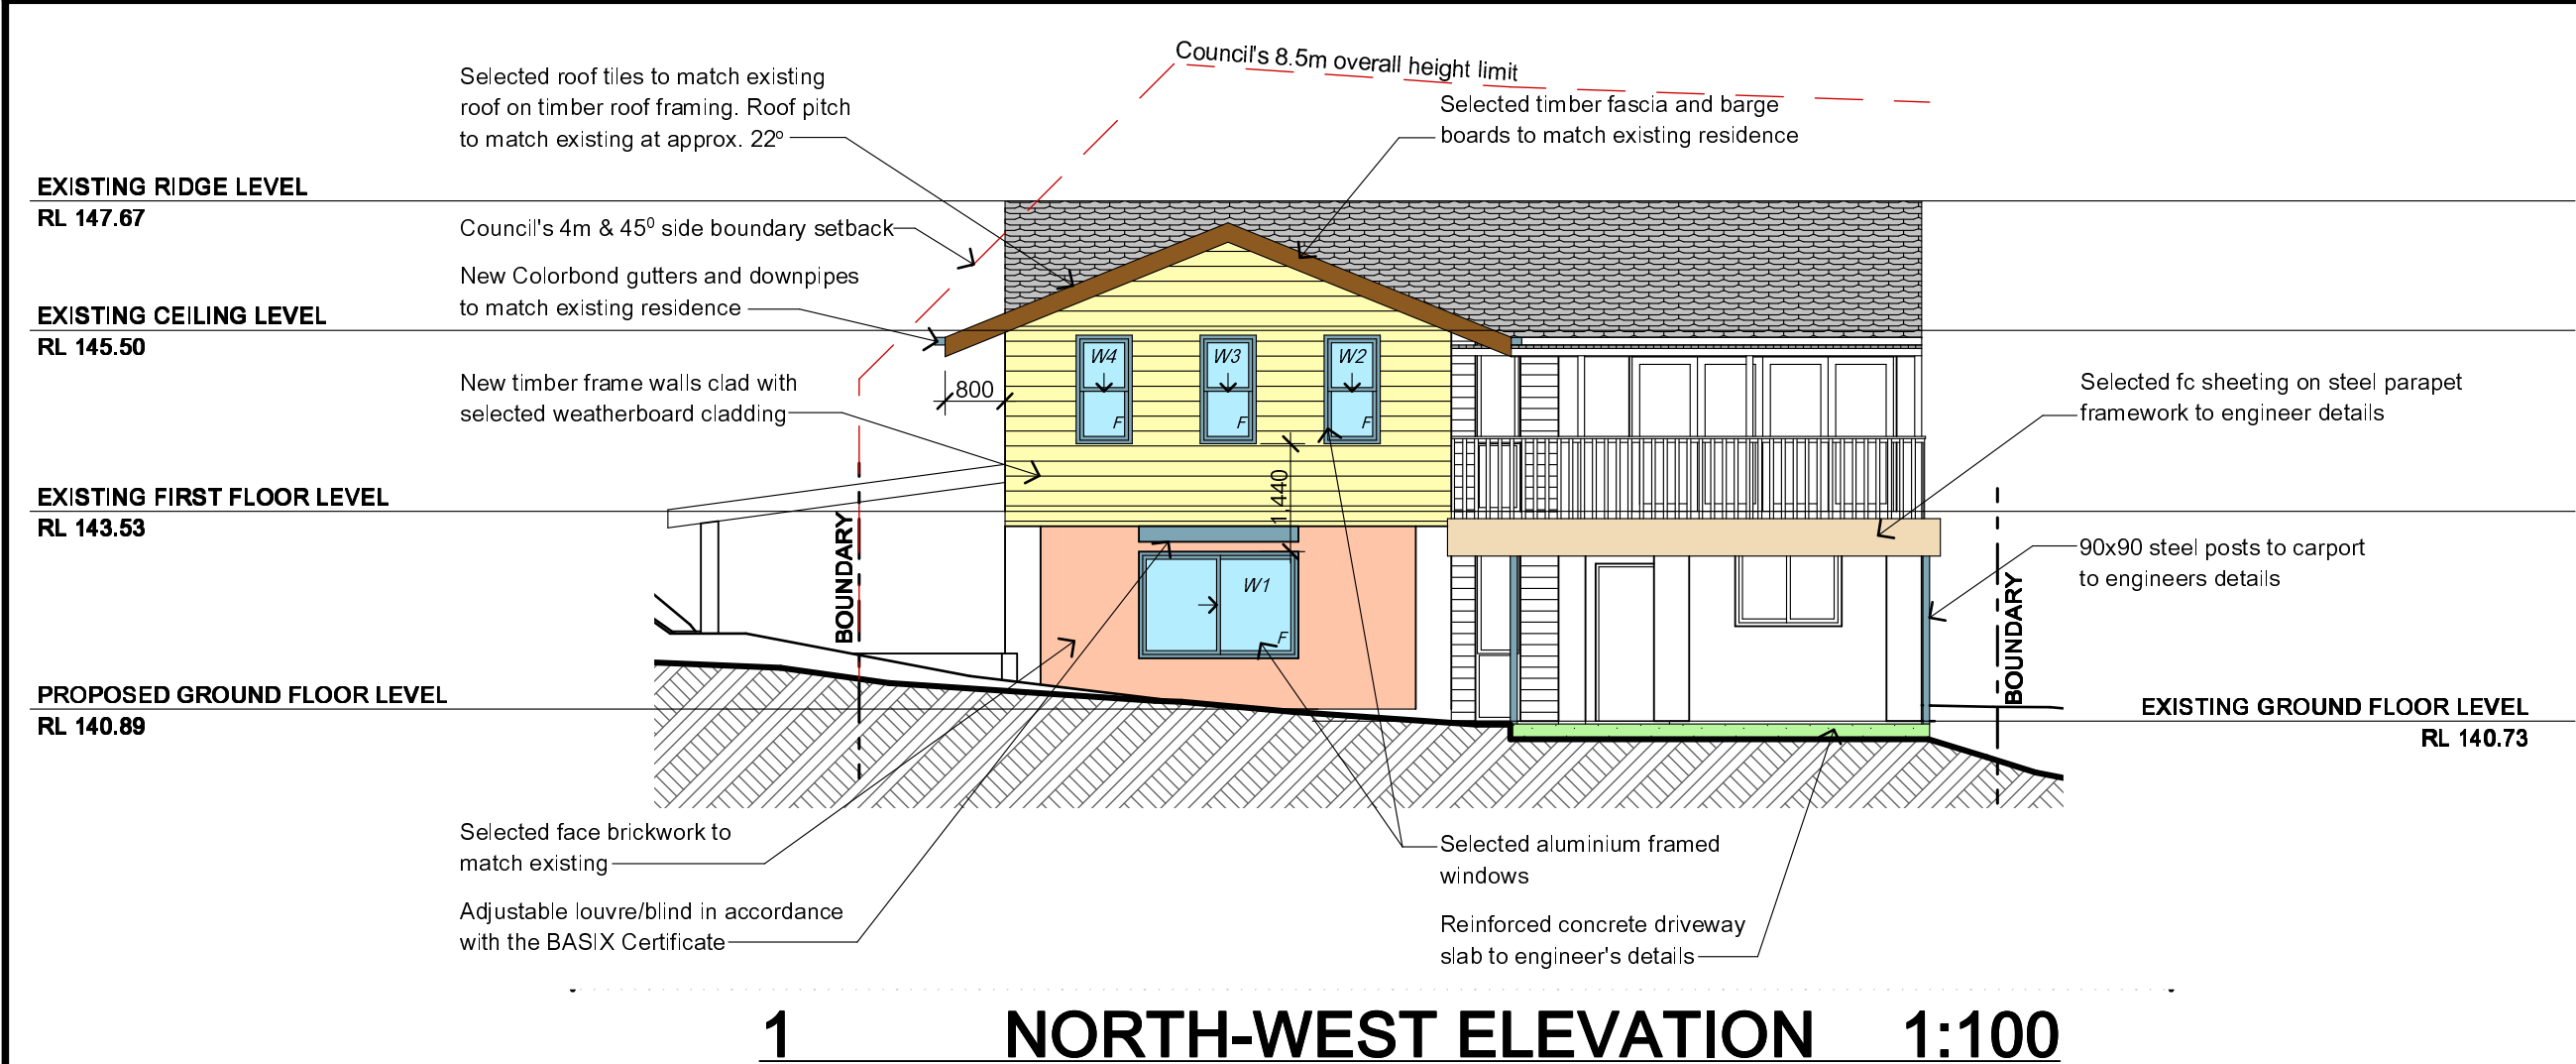 Council's 8.5m overall height limit
Selected roof tiles to match existing
roof on timber roof framing. Roof pitch
to match existing at approx. 22º
Selected timber fascia and barge
boards to match existing residence
EXISTING RIDGE LEVEL
RL 147.67
Council's 4m & 45⁰ side boundary setback
New Colorbond gutters and downpipes
to match existing residence
EXISTING CEILING LEVEL
RL 145.50
W4
W3
W2
F
F
F
800
New timber frame walls clad with
selected weatherboard cladding
Selected fc sheeting on steel parapet
framework to engineer details
1,440
EXISTING FIRST FLOOR LEVEL
RL 143.53
BOUNDARY
W1
F
90x90 steel posts to carport
to engineers details
BOUNDARY
PROPOSED GROUND FLOOR LEVEL
RL 140.89
EXISTING GROUND FLOOR LEVEL
RL 140.73
Selected face brickwork to
match existing
Selected aluminium framed
windows
Adjustable louvre/blind in accordance
with the BASIX Certificate
Reinforced concrete driveway
slab to engineer's details
1 NORTH-WEST ELEVATION 1:100